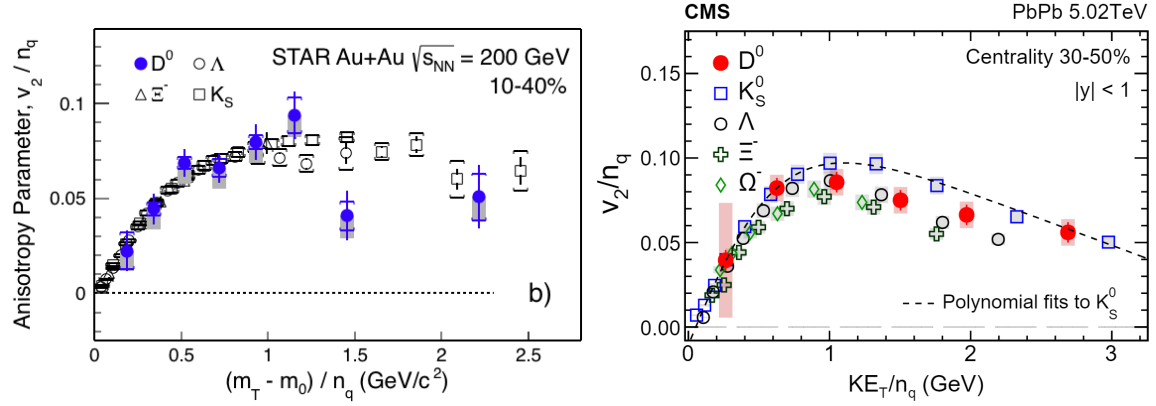 STAR Au+Au √s_NN = 200 GeV
10-40%
D⁰ Λ
Ξ⁻ K_S
Anisotropy Parameter, v₂ / n_q
0.1
0.05
0
b)
0 0.5 1 1.5 2 2.5
(m_T - m₀) / n_q (GeV/c²)
CMS PbPb 5.02TeV
Centrality 30-50%
|y| < 1
D⁰
K_S⁰
Λ
Ξ⁻
Ω⁻
v₂/n_q
0.15
0.10
0.05
0.00
Polynomial fits to K_S⁰
0 1 2 3
KE_T/n_q (GeV)